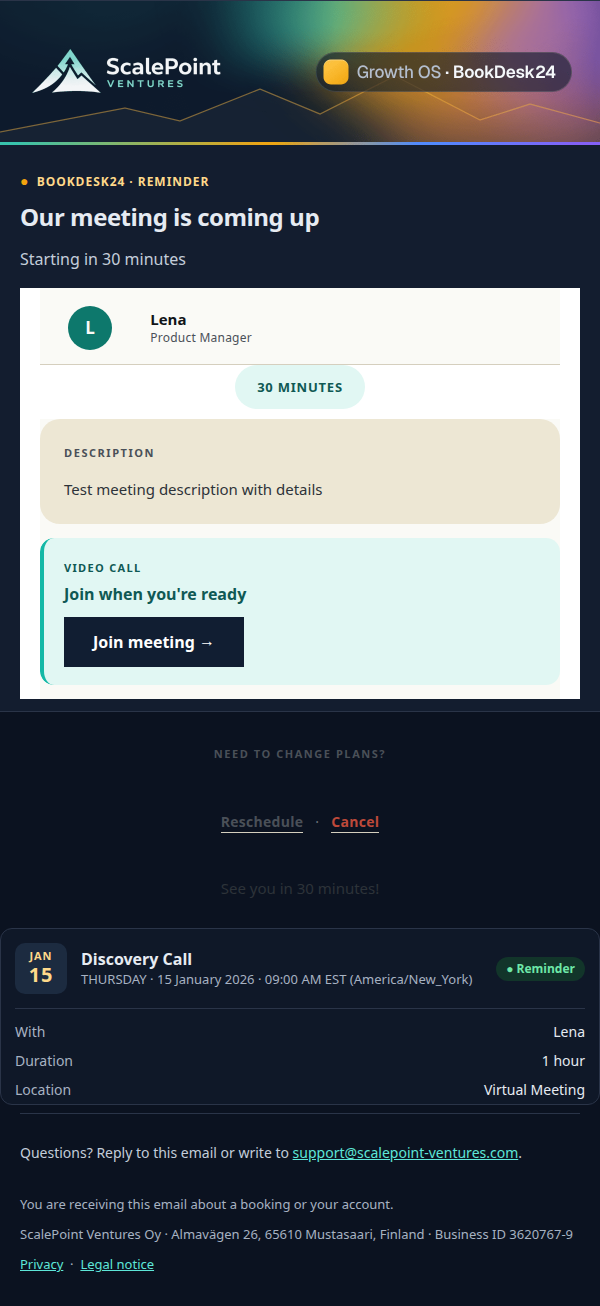 ScalePoint
VENTURES
Growth OS · BookDesk24
● BOOKDESK24 · REMINDER
Our meeting is coming up
Starting in 30 minutes
L
Lena
Product Manager
30 MINUTES
DESCRIPTION
Test meeting description with details
VIDEO CALL
Join when you're ready
Join meeting →
NEED TO CHANGE PLANS?
Reschedule · Cancel
See you in 30 minutes!
JAN
15
Discovery Call
THURSDAY · 15 January 2026 · 09:00 AM EST (America/New_York)
● Reminder
With Lena
Duration 1 hour
Location Virtual Meeting
Questions? Reply to this email or write to support@scalepoint-ventures.com.
You are receiving this email about a booking or your account.
ScalePoint Ventures Oy · Almavägen 26, 65610 Mustasaari, Finland · Business ID 3620767-9
Privacy · Legal notice